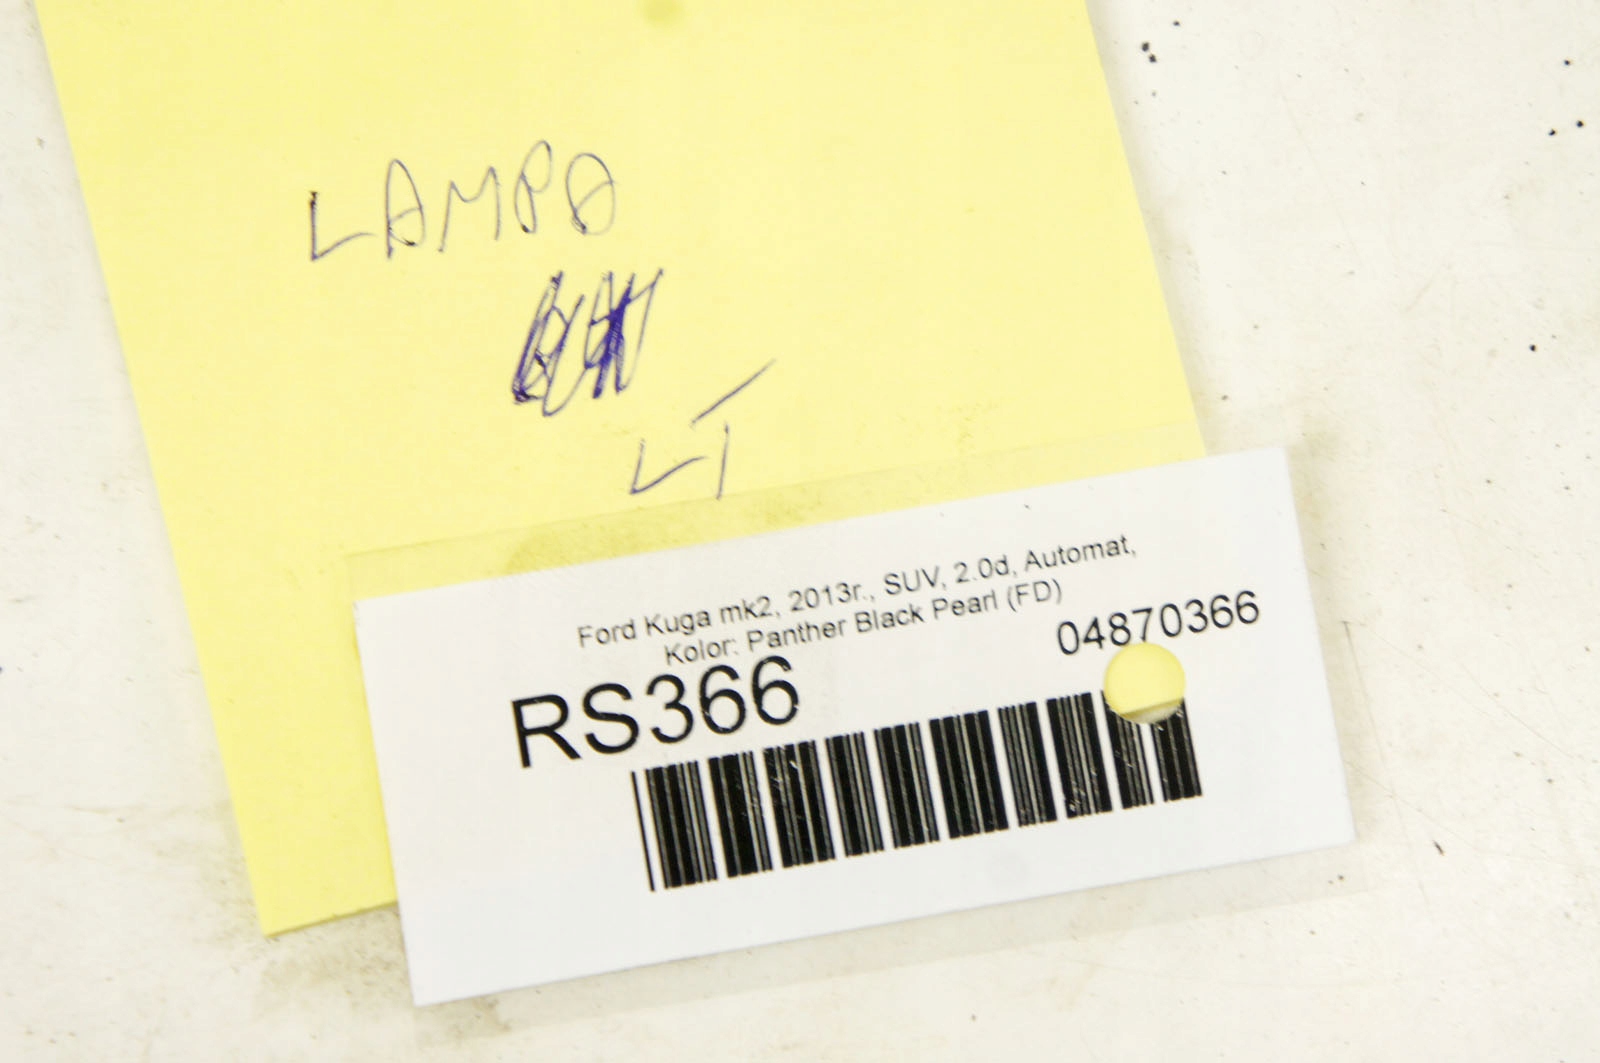 LAMPA
LT
Ford Kuga mk2, 2013r., SUV, 2.0d, Automat,
Kolor: Panther Black Pearl (FD)
04870366
RS366